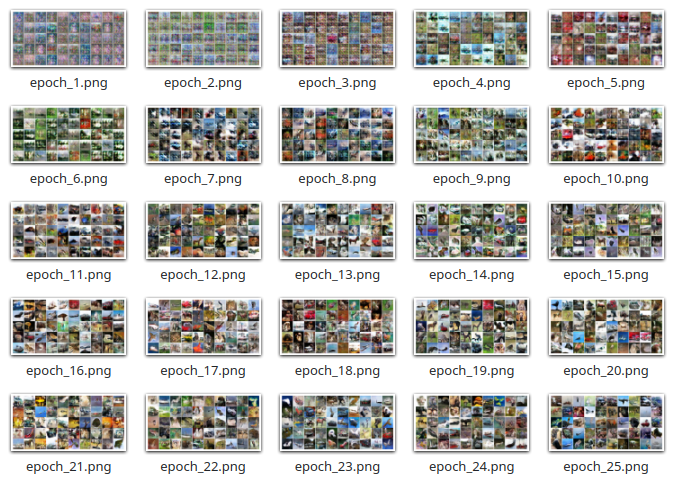 epoch_1.png epoch_2.png epoch_3.png epoch_4.png epoch_5.png
epoch_6.png epoch_7.png epoch_8.png epoch_9.png epoch_10.png
epoch_11.png epoch_12.png epoch_13.png epoch_14.png epoch_15.png
epoch_16.png epoch_17.png epoch_18.png epoch_19.png epoch_20.png
epoch_21.png epoch_22.png epoch_23.png epoch_24.png epoch_25.png